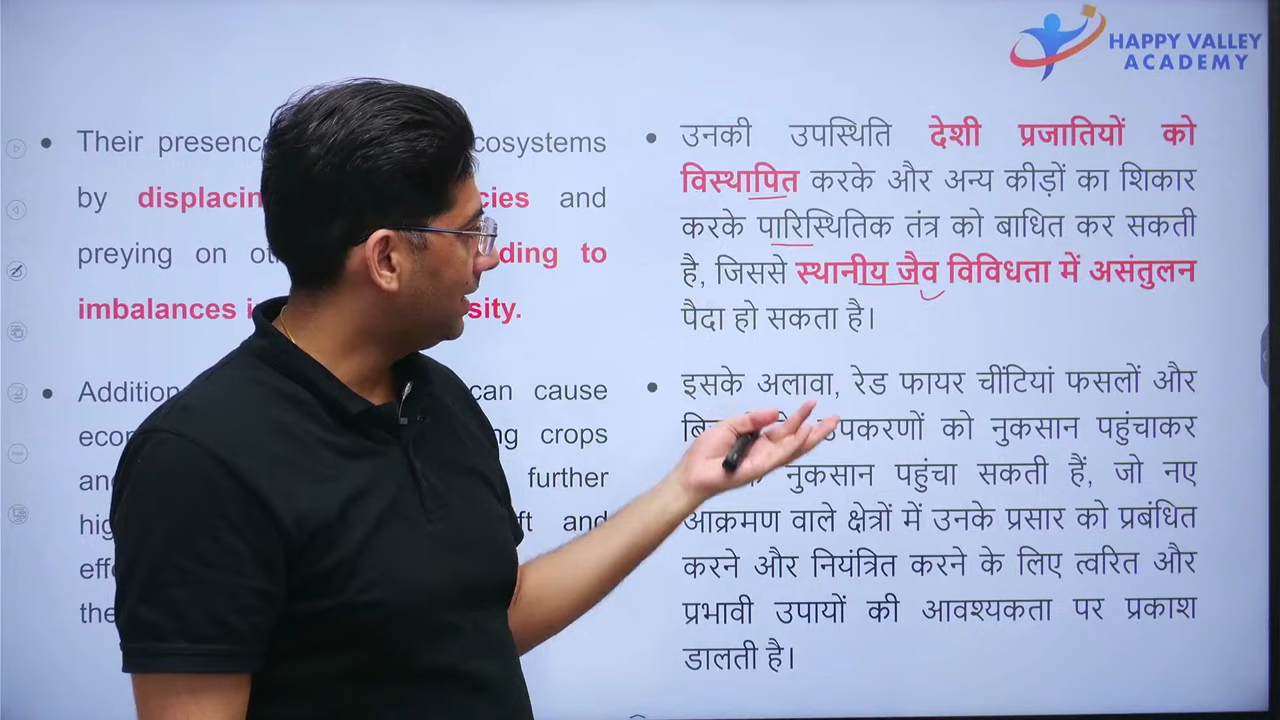 HAPPY VALLEY
ACADEMY
Their presenc cosystems
by displacin cies and
preying on ot ding to
imbalances i sity.
Addition can cause
econ ng crops
and further
hig ft and
effe
the
उनकी उपस्थिति देशी प्रजातियों को
विस्थापित करके और अन्य कीड़ों का शिकार
करके पारिस्थितिक तंत्र को बाधित कर सकती
है, जिससे स्थानीय जैव विविधता में असंतुलन
पैदा हो सकता है।
इसके अलावा, रेड फायर चींटियां फसलों और
उपकरणों को नुकसान पहुंचाकर
नुकसान पहुंचा सकती हैं, जो नए
आक्रमण वाले क्षेत्रों में उनके प्रसार को प्रबंधित
करने और नियंत्रित करने के लिए त्वरित और
प्रभावी उपायों की आवश्यकता पर प्रकाश
डालती है।